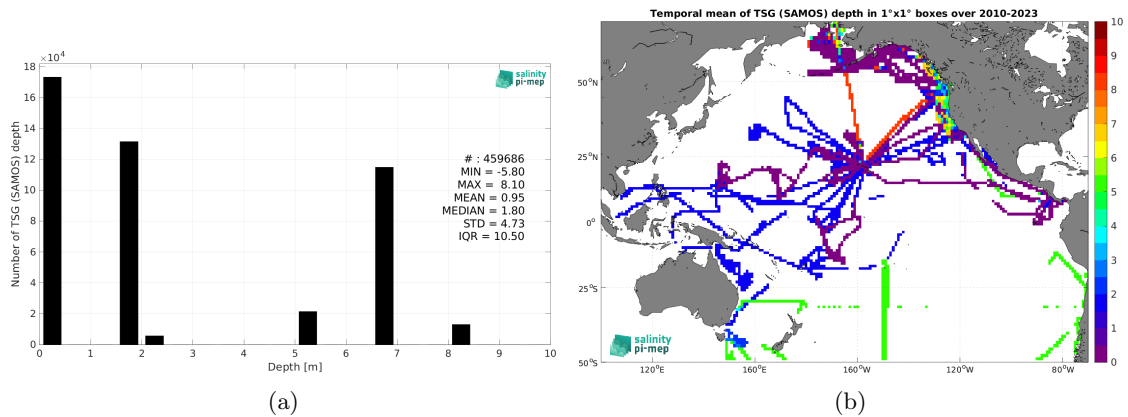 ×10⁴
18
16
14
12
10
8
6
4
2
0
Number of TSG (SAMOS) depth
salinity
pi-mep
# : 459686
MIN = -5.80
MAX = 8.10
MEAN = 0.95
MEDIAN = 1.80
STD = 4.73
IQR = 10.50
0 1 2 3 4 5 6 7 8 9 10
Depth [m]
(a)
Temporal mean of TSG (SAMOS) depth in 1°x1° boxes over 2010-2023
50°N
25°N
0°
25°S
50°S
salinity
pi-mep
120°E 160°E 160°W 120°W 80°W
10
9
8
7
6
5
4
3
2
1
0
(b)